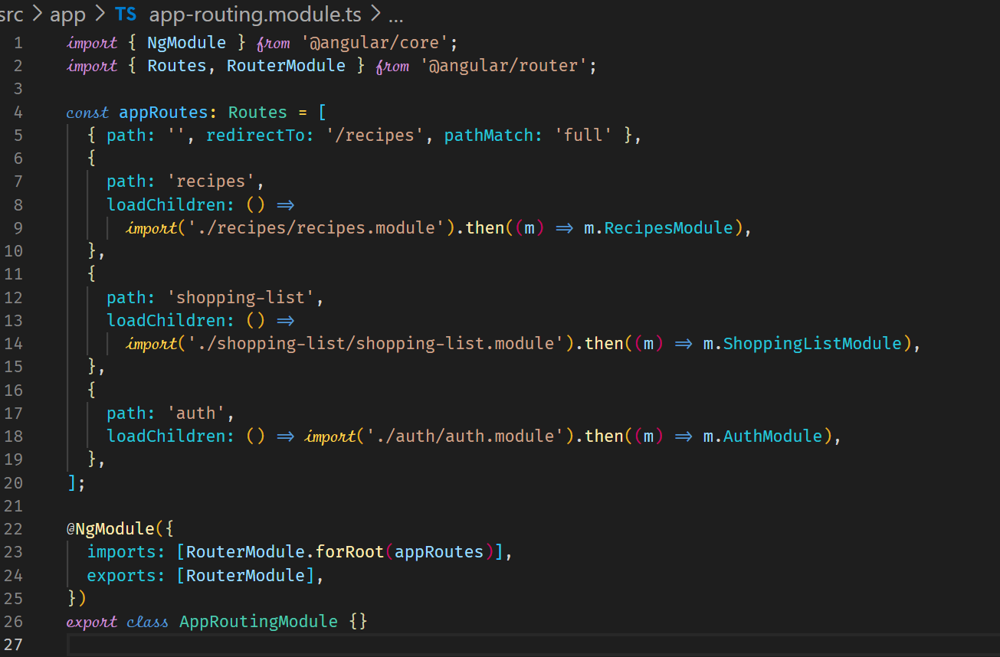 src > app > TS app-routing.module.ts > ...
1 import { NgModule } from '@angular/core';
2 import { Routes, RouterModule } from '@angular/router';
3
4 const appRoutes: Routes = [
5 { path: '', redirectTo: '/recipes', pathMatch: 'full' },
6 {
7 path: 'recipes',
8 loadChildren: () =>
9 import('./recipes/recipes.module').then((m) => m.RecipesModule),
10 },
11 {
12 path: 'shopping-list',
13 loadChildren: () =>
14 import('./shopping-list/shopping-list.module').then((m) => m.ShoppingListModule),
15 },
16 {
17 path: 'auth',
18 loadChildren: () => import('./auth/auth.module').then((m) => m.AuthModule),
19 },
20 ];
21
22 @NgModule({
23 imports: [RouterModule.forRoot(appRoutes)],
24 exports: [RouterModule],
25 })
26 export class AppRoutingModule {}
27